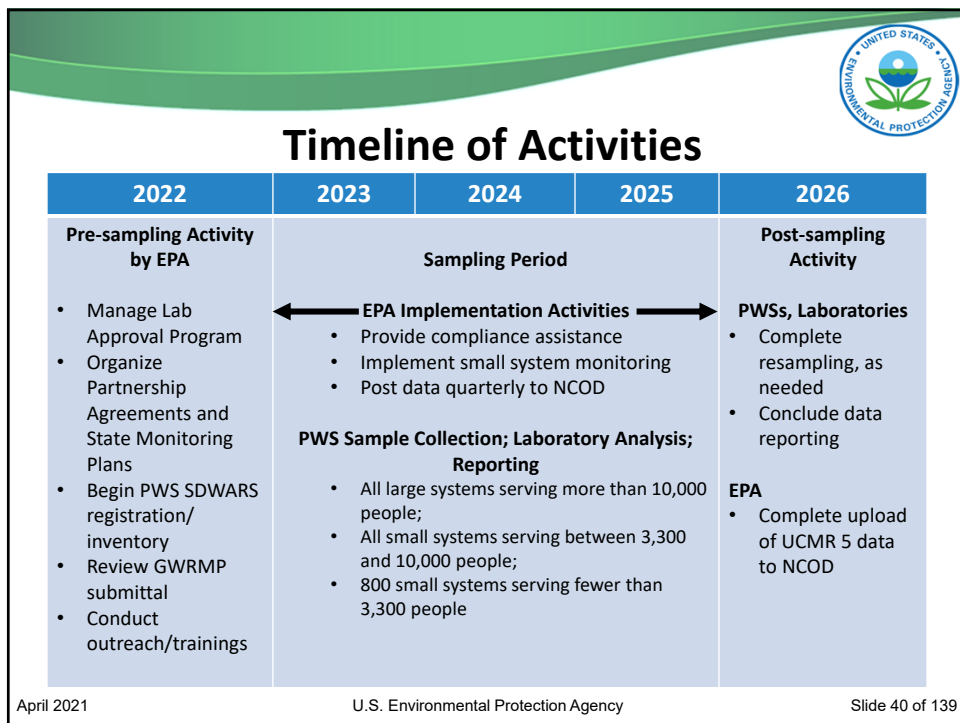 UNITED STATES
ENVIRONMENTAL PROTECTION AGENCY
Timeline of Activities
2022
2023
2024
2025
2026
Pre-sampling Activity
by EPA
• Manage Lab
Approval Program
• Organize
Partnership
Agreements and
State Monitoring
Plans
• Begin PWS SDWARS
registration/
inventory
• Review GWRMP
submittal
• Conduct
outreach/trainings
Sampling Period
EPA Implementation Activities
• Provide compliance assistance
• Implement small system monitoring
• Post data quarterly to NCOD
PWS Sample Collection; Laboratory Analysis;
Reporting
• All large systems serving more than 10,000
people;
• All small systems serving between 3,300
and 10,000 people;
• 800 small systems serving fewer than
3,300 people
Post-sampling
Activity
PWSs, Laboratories
• Complete
resampling, as
needed
• Conclude data
reporting
EPA
• Complete upload
of UCMR 5 data
to NCOD
April 2021
U.S. Environmental Protection Agency
Slide 40 of 139